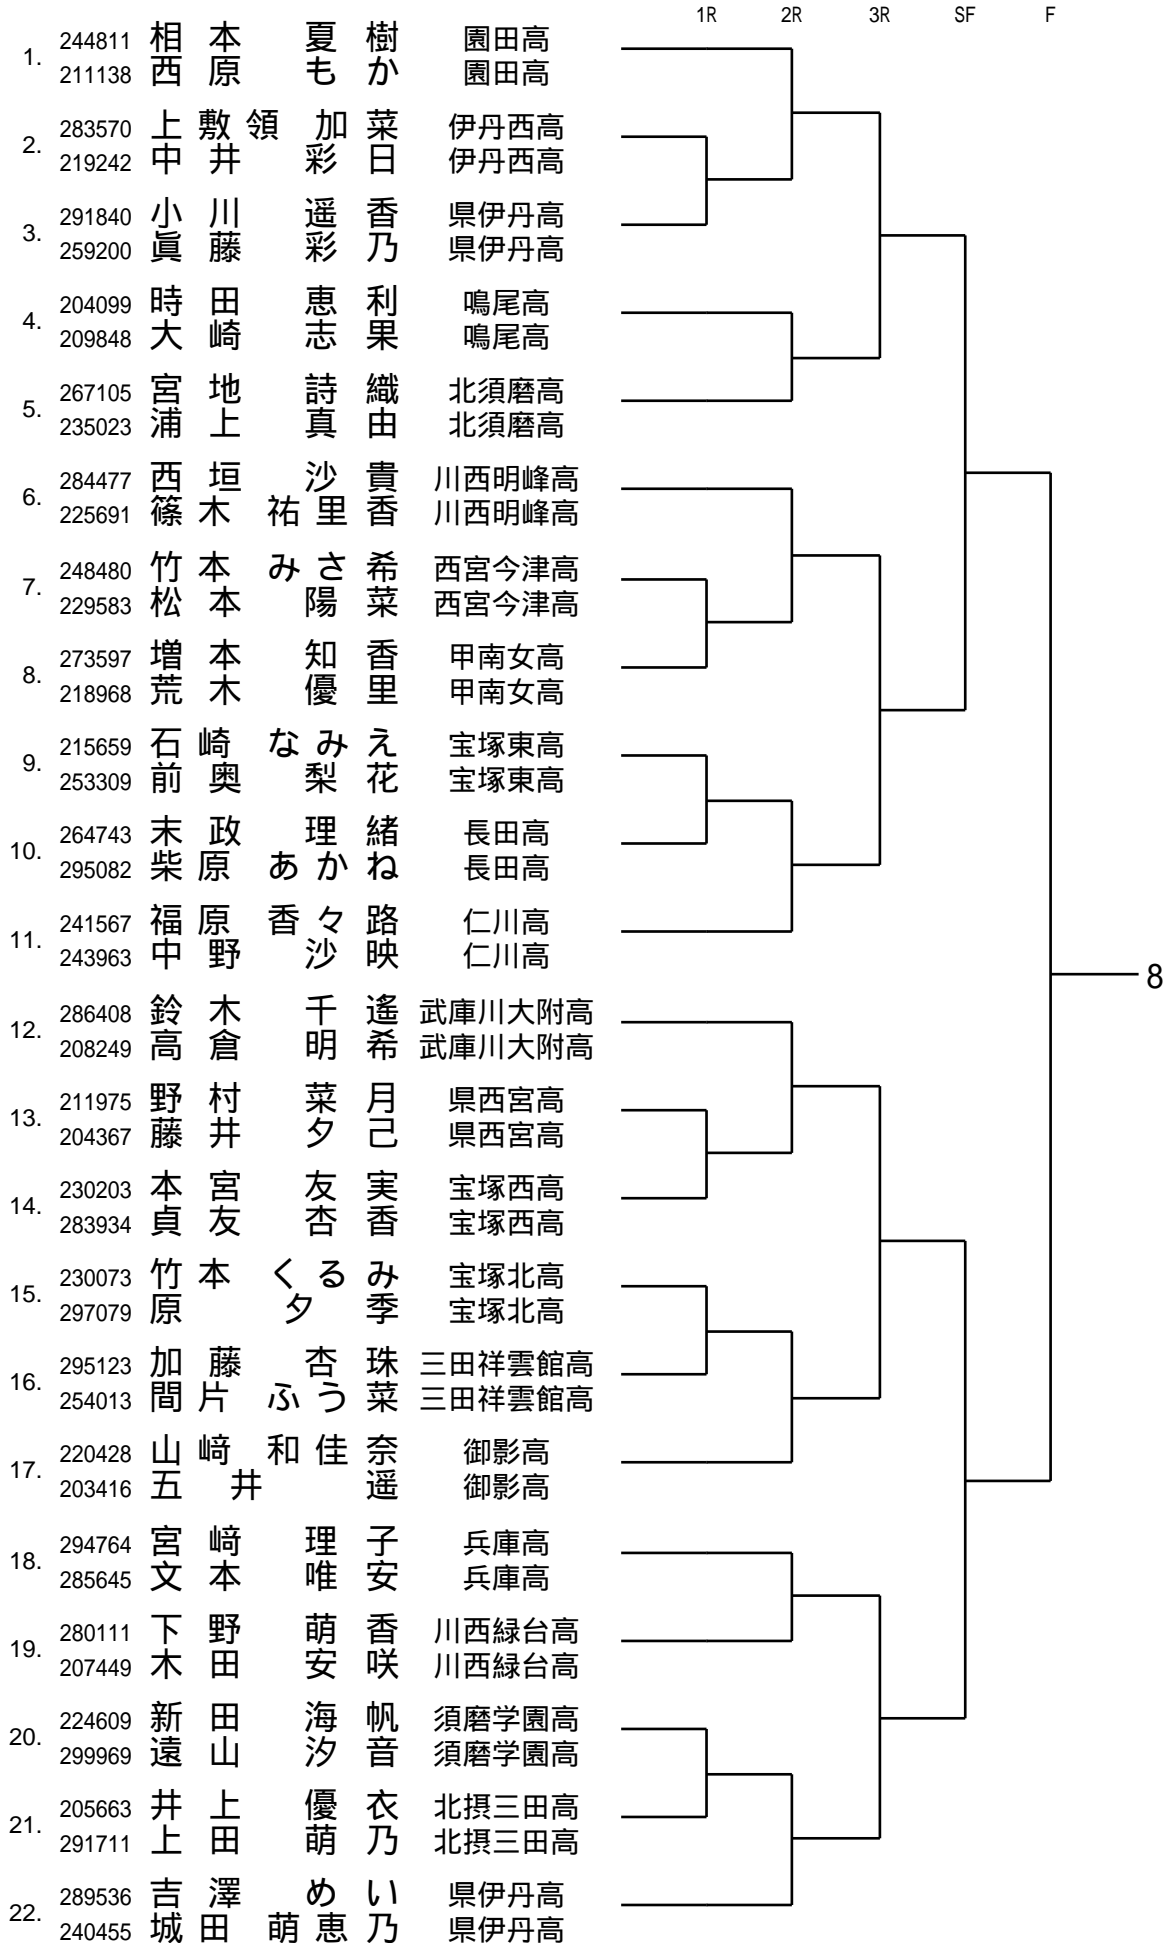 1R 2R 3R SF F
1.
244811 相本 夏樹 園田高
211138 西原 もか 園田高
2.
283570 上敷領 加菜 伊丹西高
219242 中井 彩日 伊丹西高
3.
291840 小川 遥香 県伊丹高
259200 眞藤 彩乃 県伊丹高
4.
204099 時田 恵利 鳴尾高
209848 大崎 志果 鳴尾高
5.
267105 宮地 詩織 北須磨高
235023 浦上 真由 北須磨高
6.
284477 西垣 沙貴 川西明峰高
225691 篠木 祐里香 川西明峰高
7.
248480 竹本 みさ希 西宮今津高
229583 松本 陽菜 西宮今津高
8.
273597 増本 知香 甲南女高
218968 荒木 優里 甲南女高
9.
215659 石崎 なみえ 宝塚東高
253309 前奥 梨花 宝塚東高
10.
264743 末政 理緒 長田高
295082 柴原 あかね 長田高
11.
241567 福原 香々路 仁川高
243963 中野 沙映 仁川高
8
12.
286408 鈴木 千遙 武庫川大附高
208249 高倉 明希 武庫川大附高
13.
211975 野村 菜月 県西宮高
204367 藤井 夕己 県西宮高
14.
230203 本宮 友実 宝塚西高
283934 貞友 杏香 宝塚西高
15.
230073 竹本 くるみ 宝塚北高
297079 原 夕季 宝塚北高
16.
295123 加藤 杏珠 三田祥雲館高
254013 間片 ふう菜 三田祥雲館高
17.
220428 山﨑 和佳奈 御影高
203416 五井 遥 御影高
18.
294764 宮﨑 理子 兵庫高
285645 文本 唯安 兵庫高
19.
280111 下野 萌香 川西緑台高
207449 木田 安咲 川西緑台高
20.
224609 新田 海帆 須磨学園高
299969 遠山 汐音 須磨学園高
21.
205663 井上 優衣 北摂三田高
291711 上田 萌乃 北摂三田高
22.
289536 吉澤 めい 県伊丹高
240455 城田 萌恵乃 県伊丹高